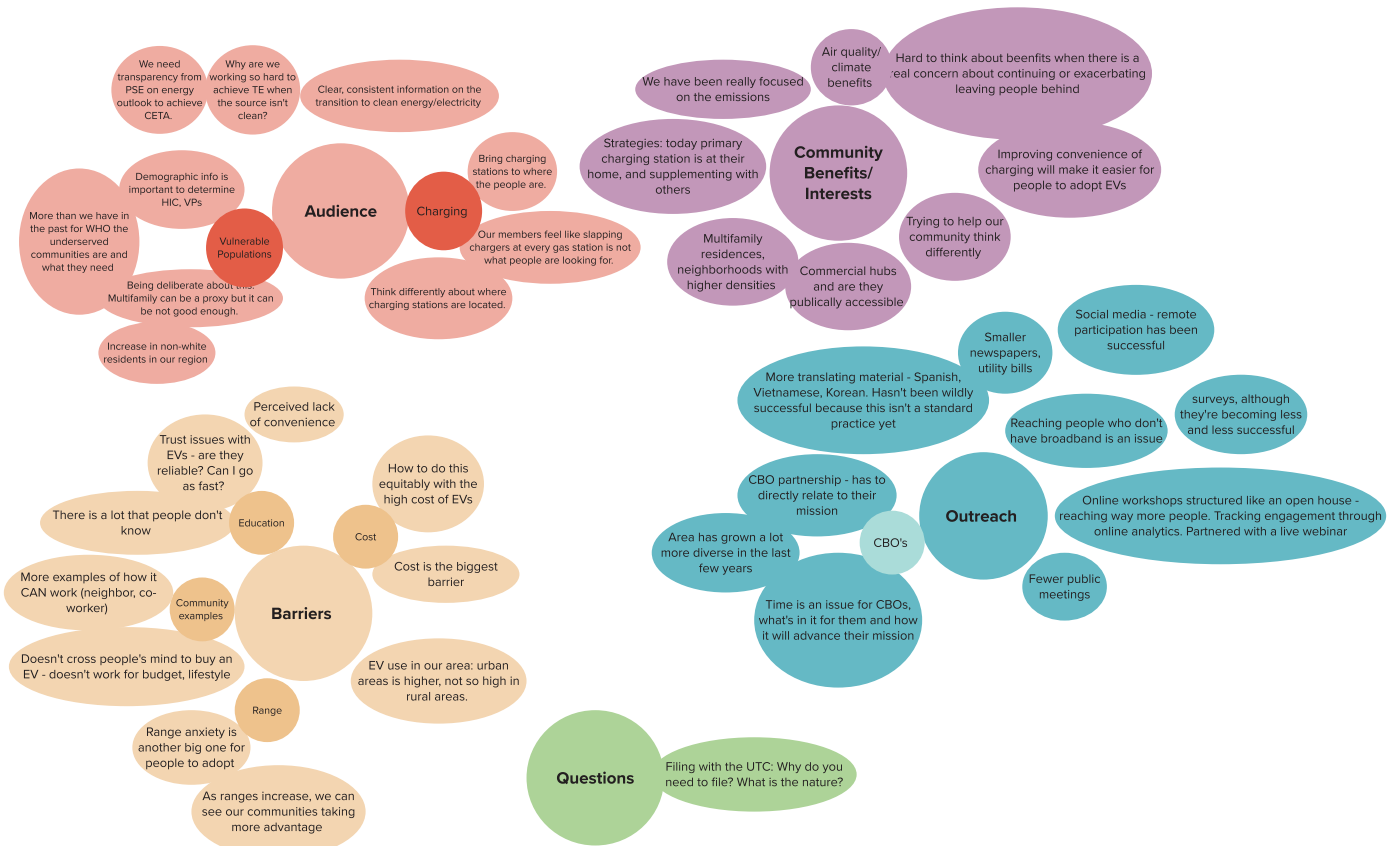 We need
transparency from
PSE on energy
outlook to achieve
CETA.
Why are we
working so hard to
achieve TE when
the source isn't
clean?
Clear, consistent information on the
transition to clean energy/electricity
Demographic info is
important to determine
HIC, VPs
More than we have in
the past for WHO the
underserved
communities are and
what they need
Vulnerable
Populations
Being deliberate about this.
Multifamily can be a proxy but it can
be not good enough.
Increase in non-white
residents in our region
Audience
Charging
Bring charging
stations to where
the people are.
Our members feel like slapping
chargers at every gas station is not
what people are looking for.
Think differently about where
charging stations are located.
We have been really focused
on the emissions
Air quality/
climate
benefits
Hard to think about beenfits when there is a
real concern about continuing or exacerbating
leaving people behind
Strategies: today primary
charging station is at their
home, and supplementing with
others
Community
Benefits/
Interests
Improving convenience of
charging will make it easier for
people to adopt EVs
Trying to help our
community think
differently
Multifamily
residences,
neighborhoods with
higher densities
Commercial hubs
and are they
publically accessible
Perceived lack
of convenience
Trust issues with
EVs - are they
reliable? Can I go
as fast?
There is a lot that people don't
know
Education
How to do this
equitably with the
high cost of EVs
Cost
Cost is the biggest
barrier
More examples of how it
CAN work (neighbor, co-
worker)
Community
examples
Doesn't cross people's mind to buy an
EV - doesn't work for budget, lifestyle
Barriers
EV use in our area: urban
areas is higher, not so high in
rural areas.
Range
Range anxiety is
another big one for
people to adopt
As ranges increase, we can
see our communities taking
more advantage
Smaller
newspapers,
utility bills
Social media - remote
participation has been
successful
More translating material - Spanish,
Vietnamese, Korean. Hasn't been wildly
successful because this isn't a standard
practice yet
Reaching people who don't
have broadband is an issue
surveys, although
they're becoming less
and less successful
CBO partnership - has to
directly relate to their
mission
Area has grown a lot
more diverse in the last
few years
CBO's
Time is an issue for CBOs,
what's in it for them and how
it will advance their mission
Outreach
Online workshops structured like an open house -
reaching way more people. Tracking engagement through
online analytics. Partnered with a live webinar
Fewer public
meetings
Questions
Filing with the UTC: Why do you
need to file? What is the nature?